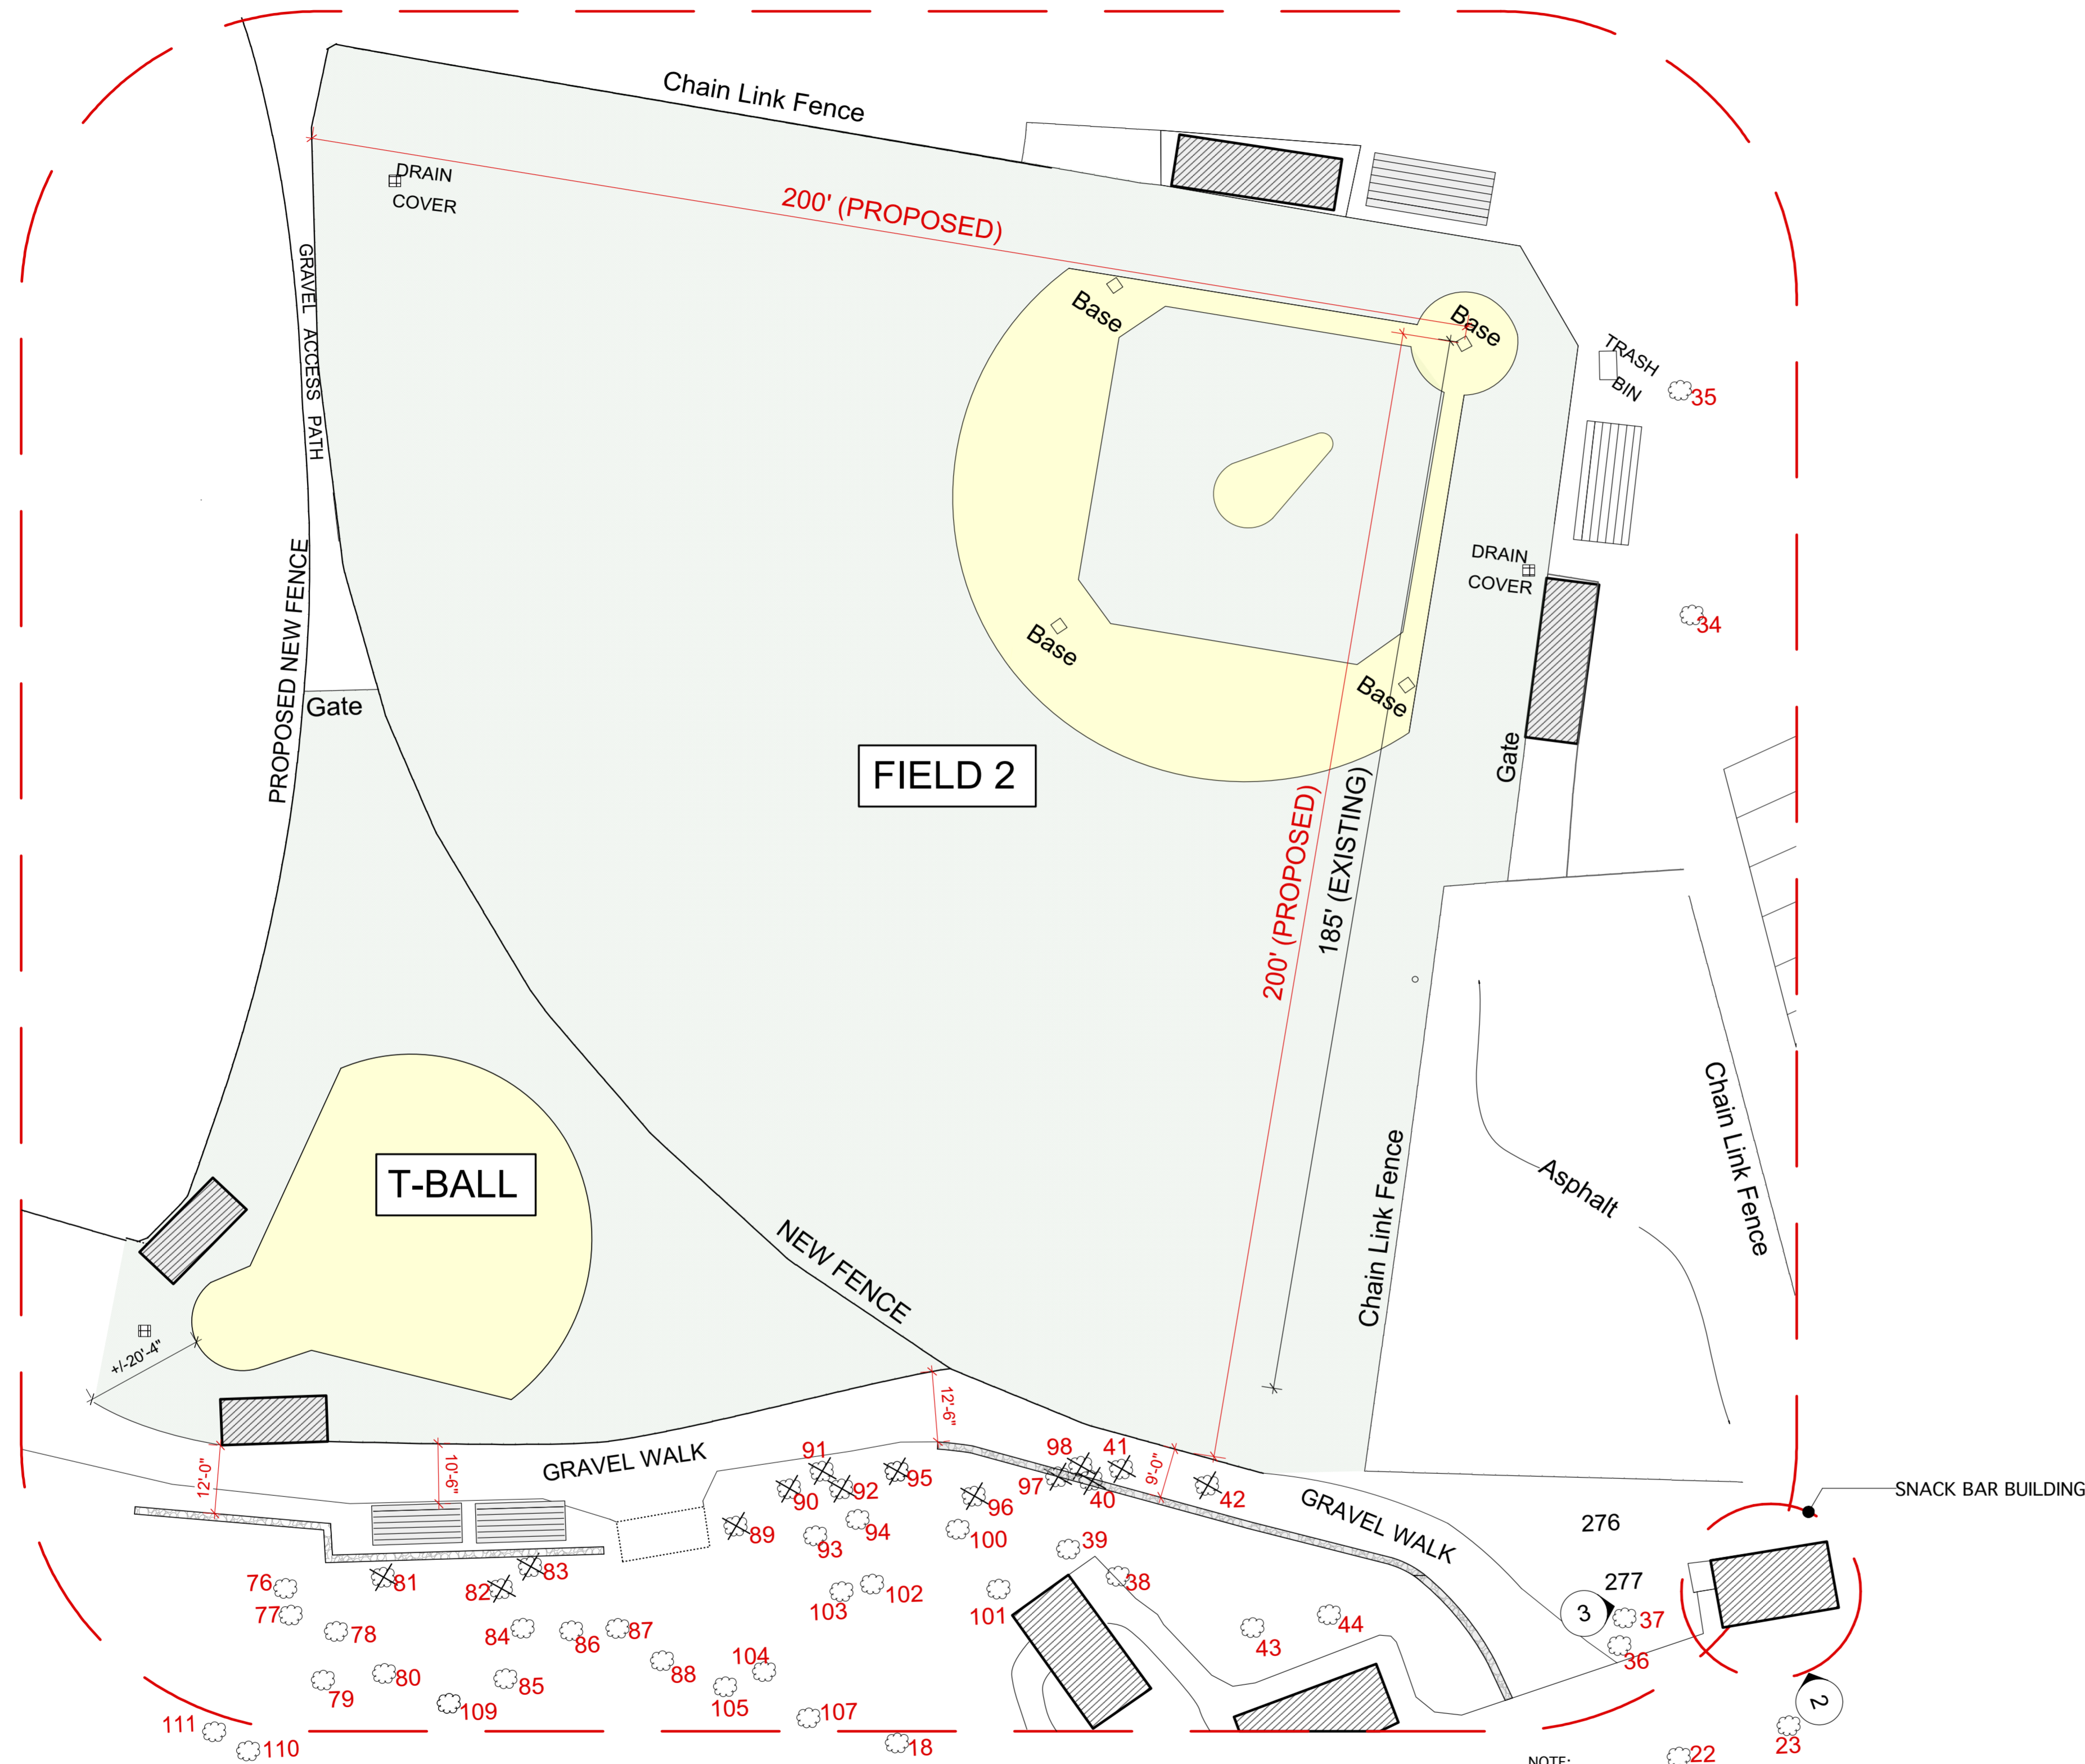 Chain Link Fence
DRAIN
COVER
200' (PROPOSED)
GRAVEL ACCESS PATH
Base
Base
TRASH
BIN
35
DRAIN
COVER
34
PROPOSED NEW FENCE
Gate
Base
Base
Gate
FIELD 2
200' (PROPOSED)
185' (EXISTING)
Chain Link Fence
Asphalt
Chain Link Fence
T-BALL
NEW FENCE
+/-20'-4"
12'-0"
10'-6"
GRAVEL WALK
12'-6"
9'-0"
91
98
41
90
92
95
97
40
96
42
GRAVEL WALK
SNACK BAR BUILDING
276
89
93
94
100
39
76
81
82
83
103
102
101
38
277
3
37
77
78
84
86
87
43
44
36
79
80
85
88
104
105
109
107
2
111
110
18
23
22
NOTE: